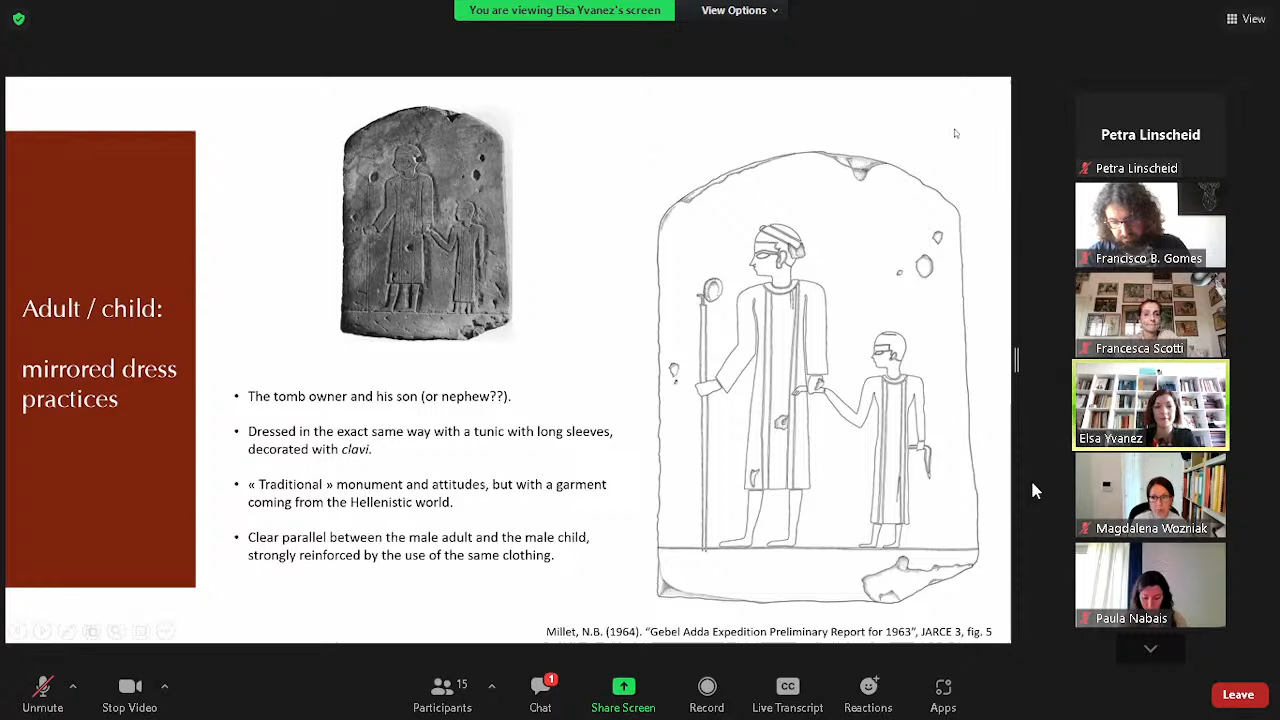 You are viewing Elsa Yvanez's screen
View Options
View
Adult / child:
mirrored dress
practices
• The tomb owner and his son (or nephew??).
• Dressed in the exact same way with a tunic with long sleeves,
decorated with clavi.
• « Traditional » monument and attitudes, but with a garment
coming from the Hellenistic world.
• Clear parallel between the male adult and the male child,
strongly reinforced by the use of the same clothing.
Millet, N.B. (1964). "Gebel Adda Expedition Preliminary Report for 1963", JARCE 3, fig. 5
Petra Linscheid
Petra Linscheid
Francisco B. Gomes
Francesca Scotti
Elsa Yvanez
Magdalena Wozniak
Paula Nabais
Unmute
Stop Video
15
Participants
1
Chat
Share Screen
Record
CC
Live Transcript
Reactions
Apps
Leave